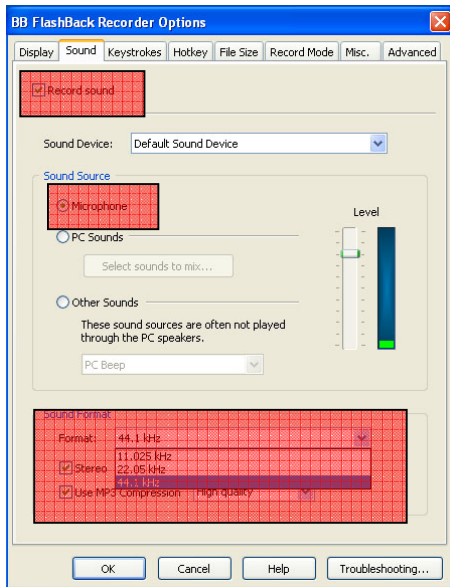 BB FlashBack Recorder Options
Display Sound Keystrokes Hotkey File Size Record Mode Misc. Advanced
Record sound
Sound Device: Default Sound Device
Sound Source
Microphone
Level
PC Sounds
Select sounds to mix...
Other Sounds
These sound sources are often not played
through the PC speakers.
PC Beep
Sound Format
Format: 44.1 kHz
11.025 kHz
Stereo 22.05 kHz
44.1 kHz
Use MP3 Compression High quality
OK Cancel Help Troubleshooting...